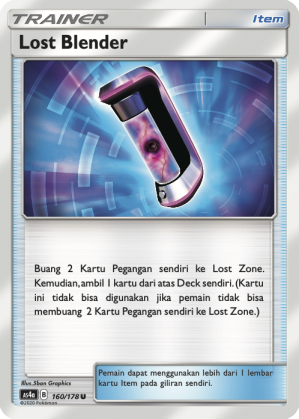 TRAINER Item
Lost Blender
Buang 2 Kartu Pegangan sendiri ke Lost Zone.
Kemudian,ambil 1 kartu dari atas Deck sendiri.(Kartu
ini tidak bisa digunakan jika pemain tidak bisa
membuang 2 Kartu Pegangan sendiri ke Lost Zone.)
Illus.5ban Graphics
AS4a B 160/178 U
©2020 Pokémon
Pemain dapat menggunakan lebih dari 1 lembar
kartu Item pada giliran sendiri.